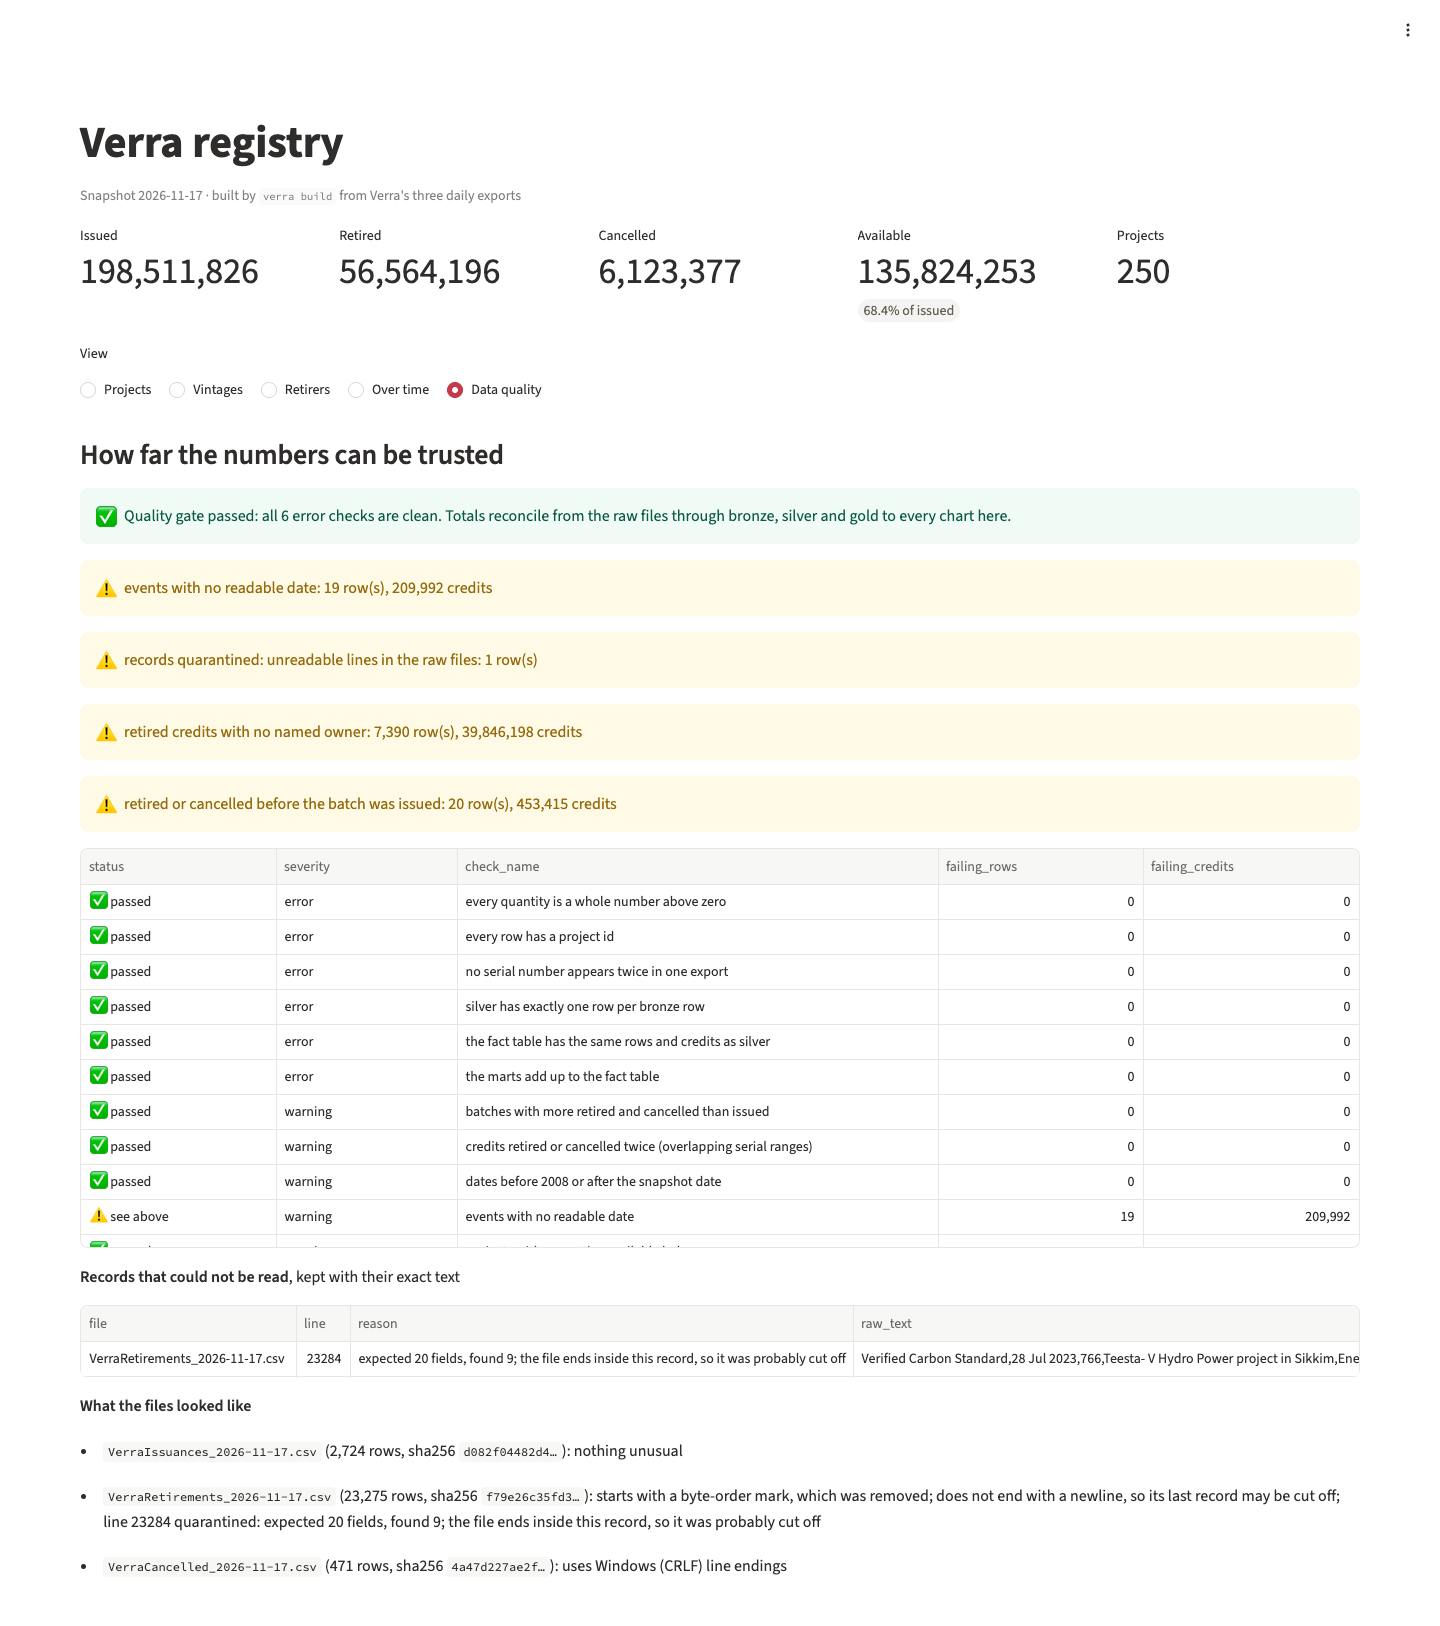 Verra registry
Snapshot 2026-11-17 · built by verra build from Verra's three daily exports
Issued Retired Cancelled Available Projects
198,511,826 56,564,196 6,123,377 135,824,253 250
68.4% of issued
View
Projects Vintages Retirers Over time Data quality
How far the numbers can be trusted
✅ Quality gate passed: all 6 error checks are clean. Totals reconcile from the raw files through bronze, silver and gold to every chart here.
⚠️ events with no readable date: 19 row(s), 209,992 credits
⚠️ records quarantined: unreadable lines in the raw files: 1 row(s)
⚠️ retired credits with no named owner: 7,390 row(s), 39,846,198 credits
⚠️ retired or cancelled before the batch was issued: 20 row(s), 453,415 credits
status severity check_name failing_rows failing_credits
✅ passed error every quantity is a whole number above zero 0 0
✅ passed error every row has a project id 0 0
✅ passed error no serial number appears twice in one export 0 0
✅ passed error silver has exactly one row per bronze row 0 0
✅ passed error the fact table has the same rows and credits as silver 0 0
✅ passed error the marts add up to the fact table 0 0
✅ passed warning batches with more retired and cancelled than issued 0 0
✅ passed warning credits retired or cancelled twice (overlapping serial ranges) 0 0
✅ passed warning dates before 2008 or after the snapshot date 0 0
⚠️ see above warning events with no readable date 19 209,992
Records that could not be read, kept with their exact text
file line reason raw_text
VerraRetirements_2026-11-17.csv 23284 expected 20 fields, found 9; the file ends inside this record, so it was probably cut off Verified Carbon Standard,28 Jul 2023,766,Teesta- V Hydro Power project in Sikkim,Ene
What the files looked like
• VerraIssuances_2026-11-17.csv (2,724 rows, sha256 d082f04482d4… ): nothing unusual
• VerraRetirements_2026-11-17.csv (23,275 rows, sha256 f79e26c35fd3… ): starts with a byte-order mark, which was removed; does not end with a newline, so its last record may be cut off;
line 23284 quarantined: expected 20 fields, found 9; the file ends inside this record, so it was probably cut off
• VerraCancelled_2026-11-17.csv (471 rows, sha256 4a47d227ae2f… ): uses Windows (CRLF) line endings